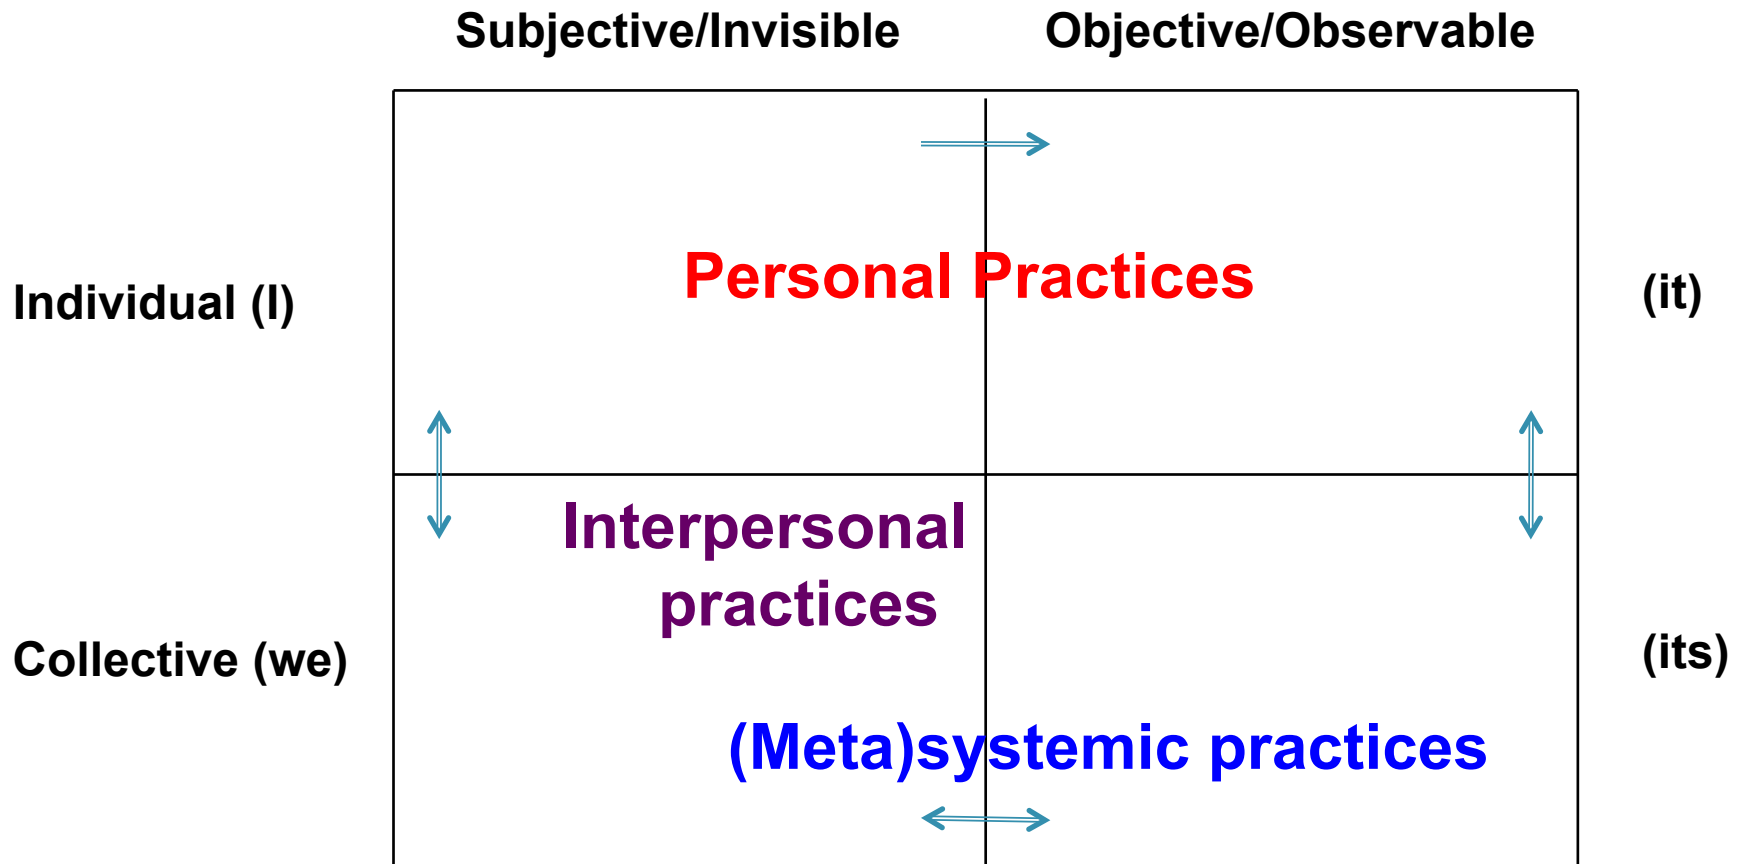 Subjective/Invisible Objective/Observable
Personal Practices
Individual (I)
(it)
Interpersonal
practices
Collective (we)
(its)
(Meta)systemic practices